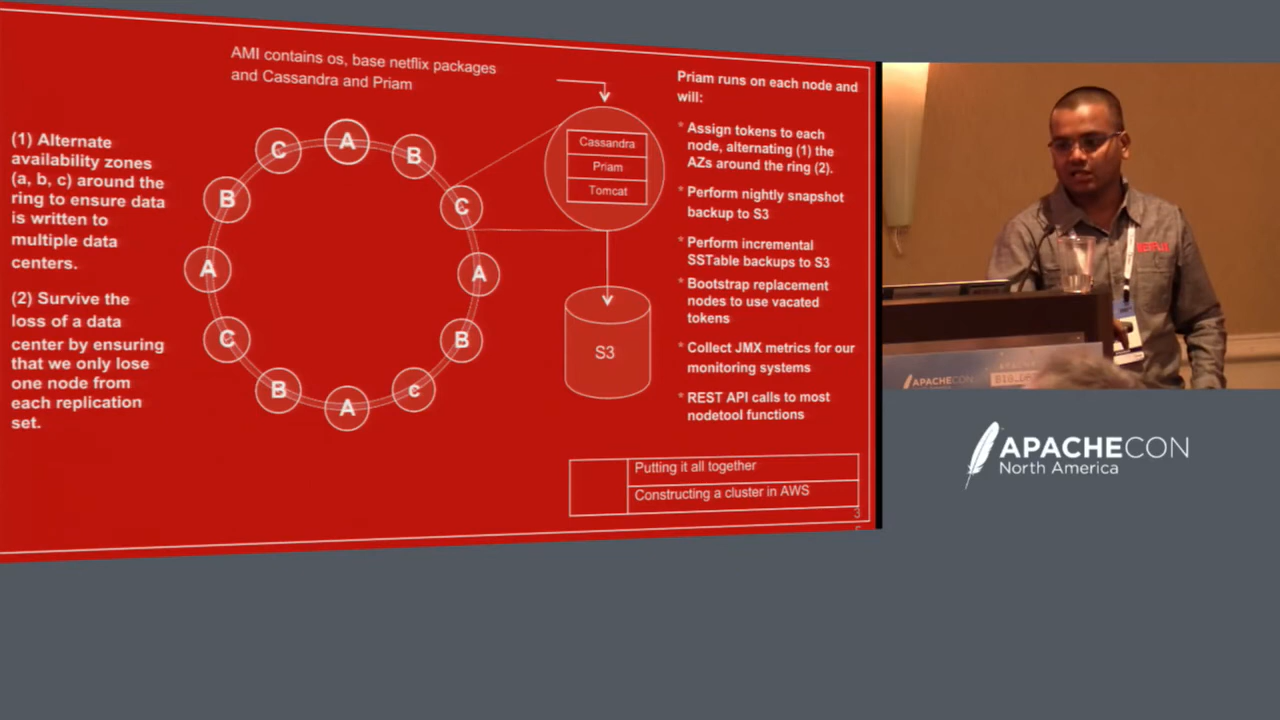 AMI contains os, base netflix packages
and Cassandra and Priam
(1) Alternate
availability zones
(a, b, c) around the
ring to ensure data
is written to
multiple data
centers.
(2) Survive the
loss of a data
center by ensuring
that we only lose
one node from
each replication
set.
A
B
C
A
B
c
A
B
C
A
B
C
Cassandra
Priam
Tomcat
S3
Priam runs on each node and
will:
* Assign tokens to each
node, alternating (1) the
AZs around the ring (2).
* Perform nightly snapshot
backup to S3
* Perform incremental
SSTable backups to S3
* Bootstrap replacement
nodes to use vacated
tokens
* Collect JMX metrics for our
monitoring systems
* REST API calls to most
nodetool functions
Putting it all together
Constructing a cluster in AWS
3
NETFLIX
APACHECON
APACHECON
North America